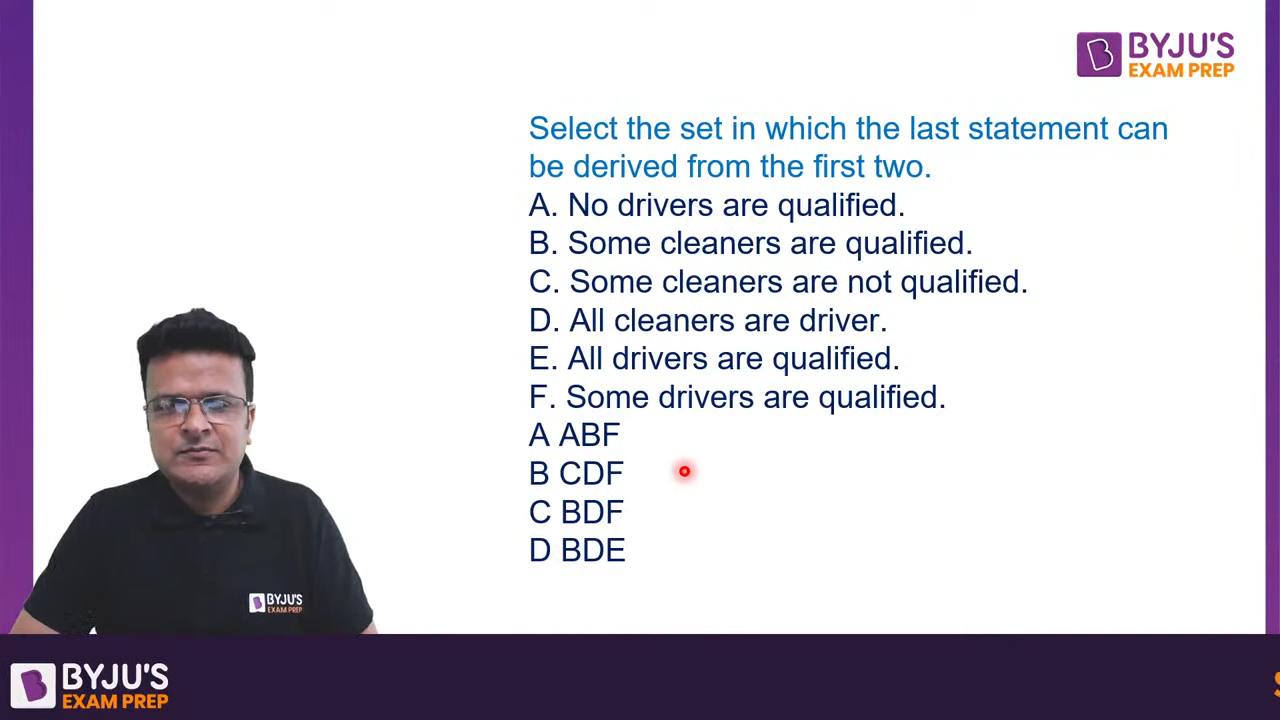 BYJU'S
EXAM PREP
Select the set in which the last statement can
be derived from the first two.
A. No drivers are qualified.
B. Some cleaners are qualified.
C. Some cleaners are not qualified.
D. All cleaners are driver.
E. All drivers are qualified.
F. Some drivers are qualified.
A ABF
B CDF
C BDF
D BDE
BYJU'S
EXAM PREP
BYJU'S
EXAM PREP